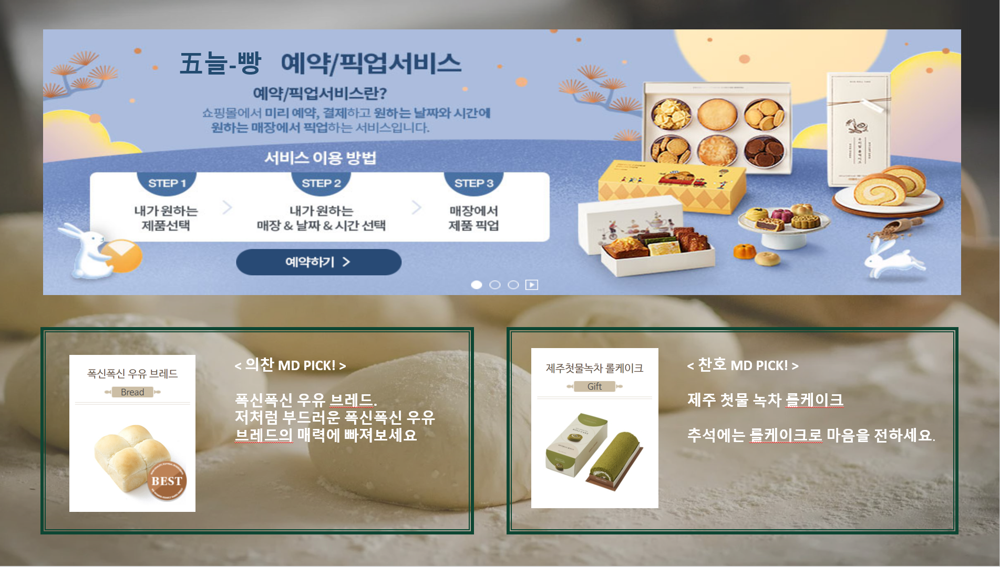 五늘-빵 예약/픽업서비스
예약/픽업서비스란?
쇼핑몰에서 미리 예약, 결제하고 원하는 날짜와 시간에
원하는 매장에서 픽업하는 서비스입니다.
서비스 이용 방법
STEP 1
STEP 2
STEP 3
내가 원하는
제품선택
내가 원하는
매장 & 날짜 & 시간 선택
매장에서
제품 픽업
예약하기
폭신폭신 우유 브레드
Bread
BEST
< 의찬 MD PICK! >
폭신폭신 우유 브레드.
저처럼 부드러운 폭신폭신 우유
브레드의 매력에 빠져보세요
제주첫물녹차 롤케이크
Gift
ROLL CAKE
< 찬호 MD PICK! >
제주 첫물 녹차 롤케이크
추석에는 롤케이크로 마음을 전하세요.